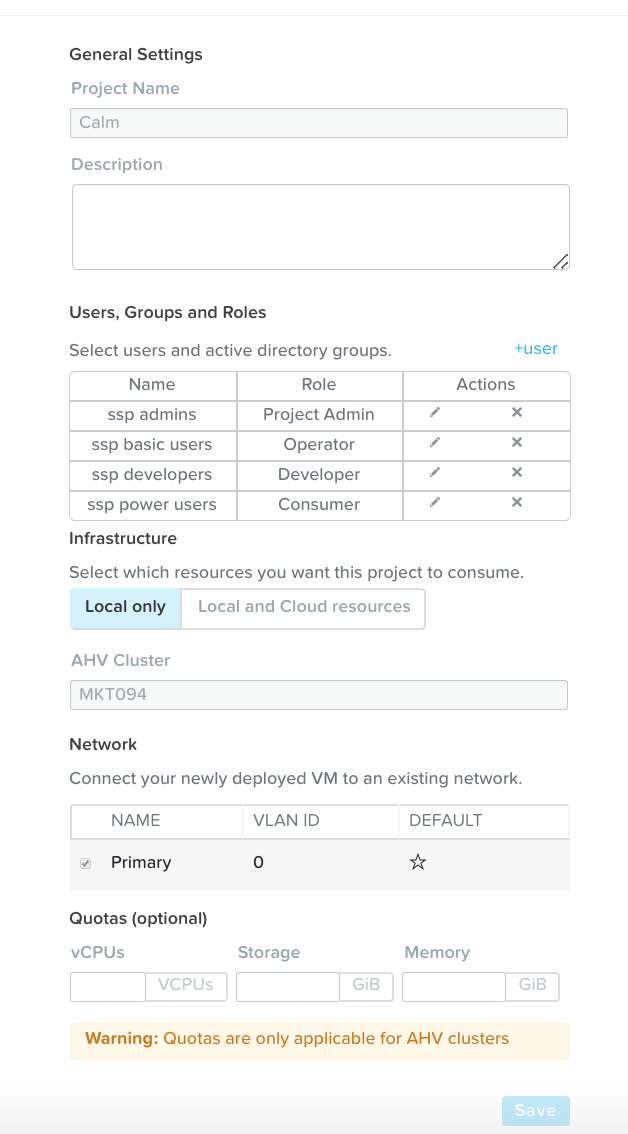 General Settings
Project Name
Calm
Description
Users, Groups and Roles
Select users and active directory groups. +user
Name Role Actions
ssp admins Project Admin
ssp basic users Operator
ssp developers Developer
ssp power users Consumer
Infrastructure
Select which resources you want this project to consume.
Local only Local and Cloud resources
AHV Cluster
MKT094
Network
Connect your newly deployed VM to an existing network.
NAME VLAN ID DEFAULT
Primary 0
Quotas (optional)
vCPUs Storage Memory
VCPUs GiB GiB
Warning: Quotas are only applicable for AHV clusters
Save